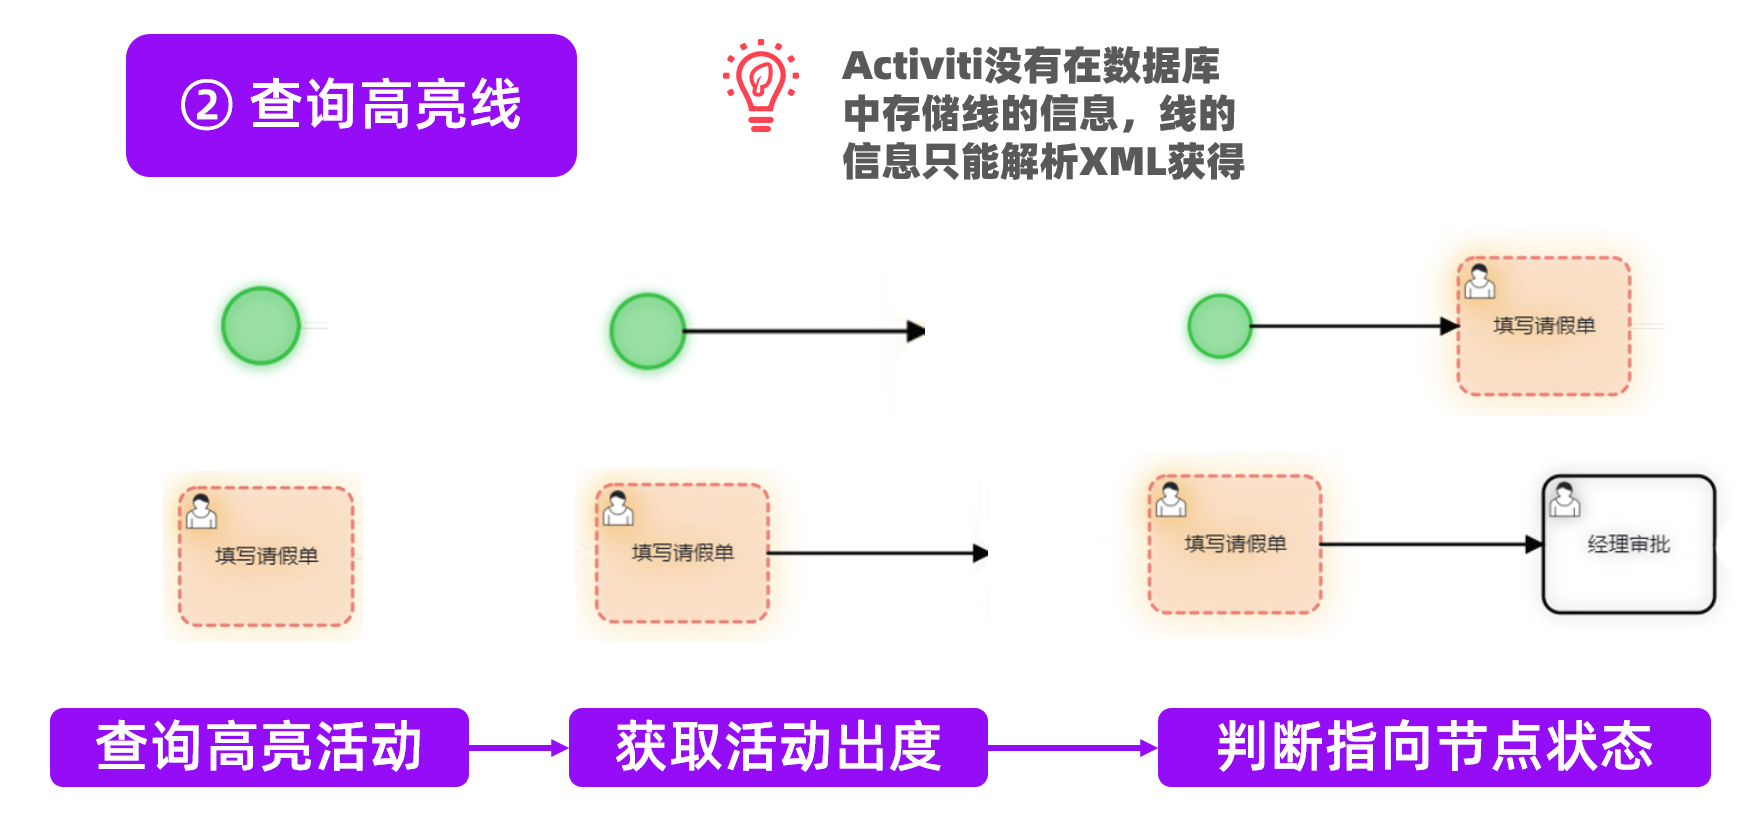 ② 查询高亮线
Activiti没有在数据库
中存储线的信息，线的
信息只能解析XML获得
填写请假单
填写请假单
填写请假单
填写请假单
经理审批
查询高亮活动
获取活动出度
判断指向节点状态